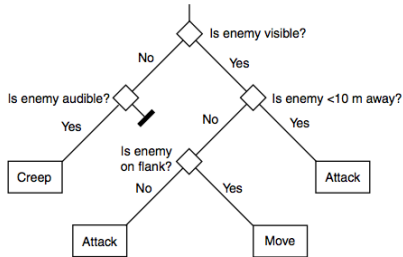 Is enemy visible?
No
Yes
Is enemy audible?
Is enemy <10 m away?
Yes
No
Yes
Is enemy
on flank?
Creep
No
Yes
Attack
Attack
Move